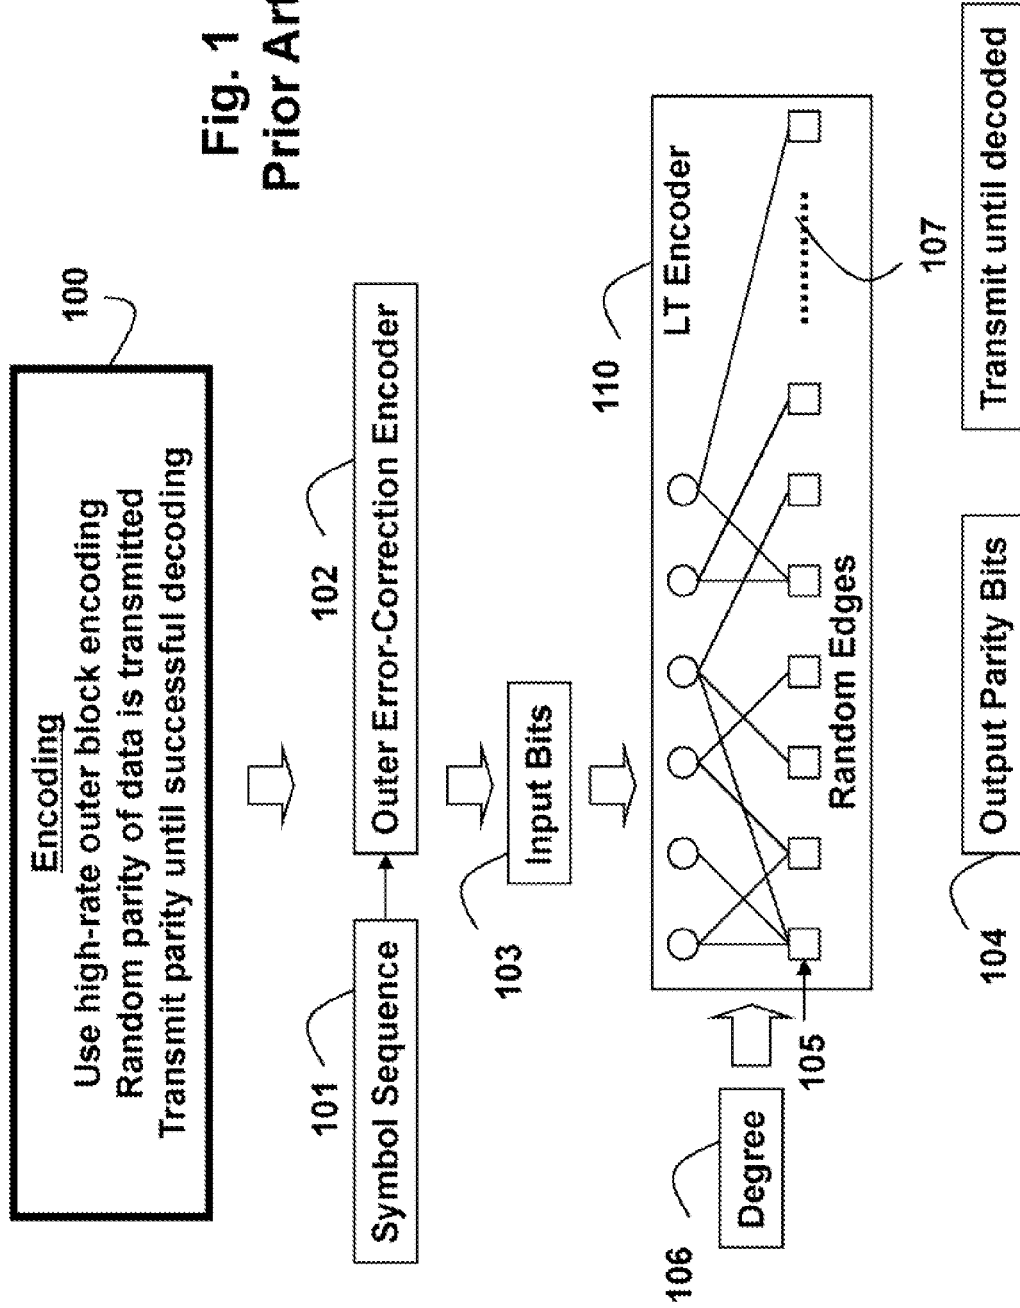 Fig. 1
Prior Art
100
Encoding
Use high-rate outer block encoding
Random parity of data is transmitted
Transmit parity until successful decoding
101
102
Symbol Sequence
Outer Error-Correction Encoder
103
Input Bits
110
LT Encoder
106
Degree
105
Random Edges
107
104
Output Parity Bits
Transmit until decoded